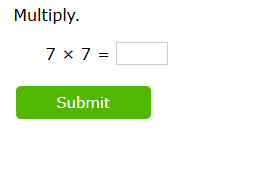 Multiply.
7 × 7 =
Submit